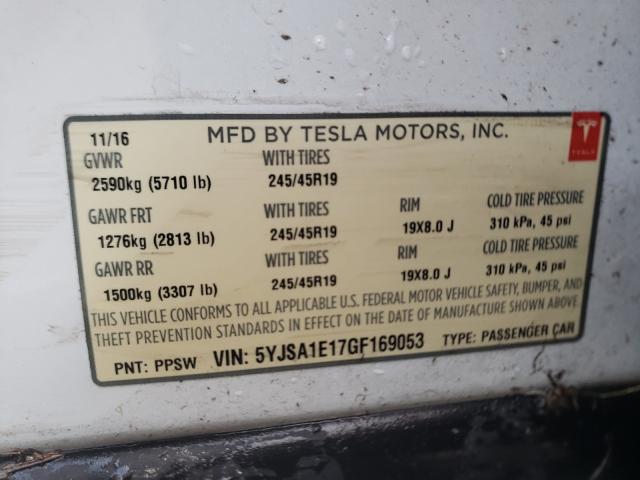 11/16 MFD BY TESLA MOTORS, INC.
TESLA
GVWR WITH TIRES
2590kg (5710 lb) 245/45R19
GAWR FRT WITH TIRES RIM COLD TIRE PRESSURE
1276kg (2813 lb) 245/45R19 19X8.0 J 310 kPa, 45 psi
GAWR RR WITH TIRES RIM COLD TIRE PRESSURE
1500kg (3307 lb) 245/45R19 19X8.0 J 310 kPa, 45 psi
THIS VEHICLE CONFORMS TO ALL APPLICABLE U.S. FEDERAL MOTOR VEHICLE SAFETY, BUMPER, AND
THEFT PREVENTION STANDARDS IN EFFECT ON THE DATE OF MANUFACTURE SHOWN ABOVE.
PNT: PPSW VIN: 5YJSA1E17GF169053 TYPE: PASSENGER CAR